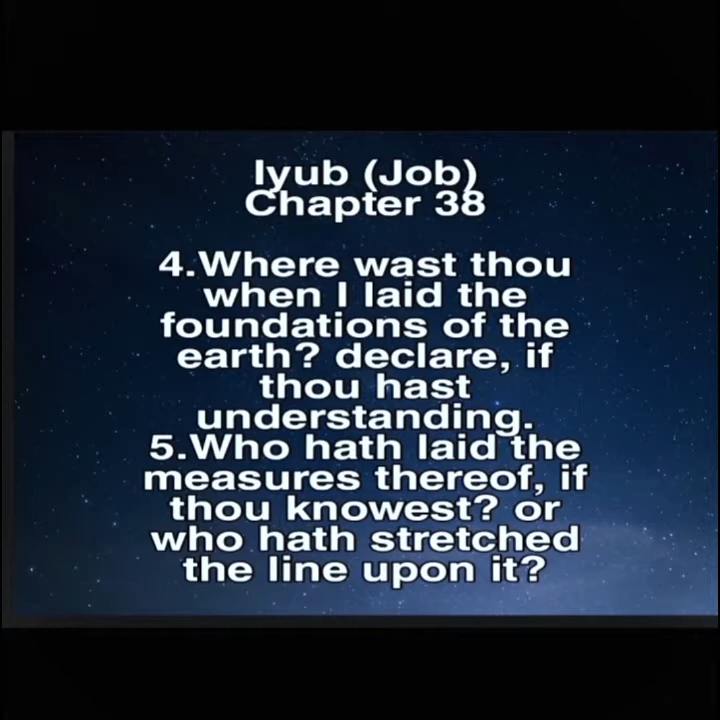 Iyub (Job)
Chapter 38
4.Where wast thou
when I laid the
foundations of the
earth? declare, if
thou hast
understanding.
5.Who hath laid the
measures thereof, if
thou knowest? or
who hath stretched
the line upon it?